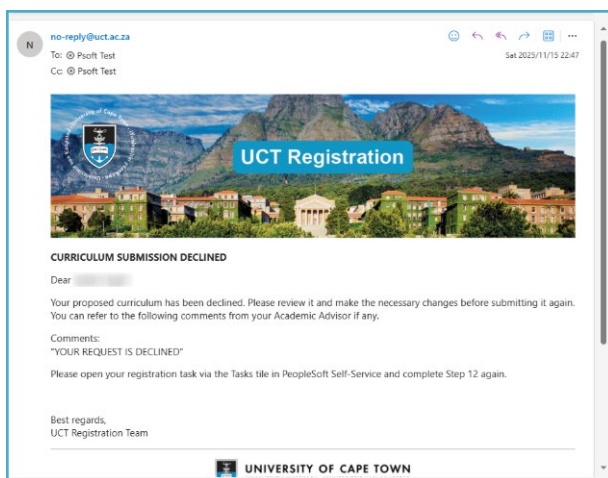 N
no-reply@uct.ac.za
To: Psoft Test
Sat 2025/11/15 22:47
Cc: Psoft Test
UCT Registration
CURRICULUM SUBMISSION DECLINED
Dear
Your proposed curriculum has been declined. Please review it and make the necessary changes before submitting it again.
You can refer to the following comments from your Academic Advisor if any.
Comments:
"YOUR REQUEST IS DECLINED"
Please open your registration task via the Tasks tile in PeopleSoft Self-Service and complete Step 12 again.
Best regards,
UCT Registration Team
UNIVERSITY OF CAPE TOWN